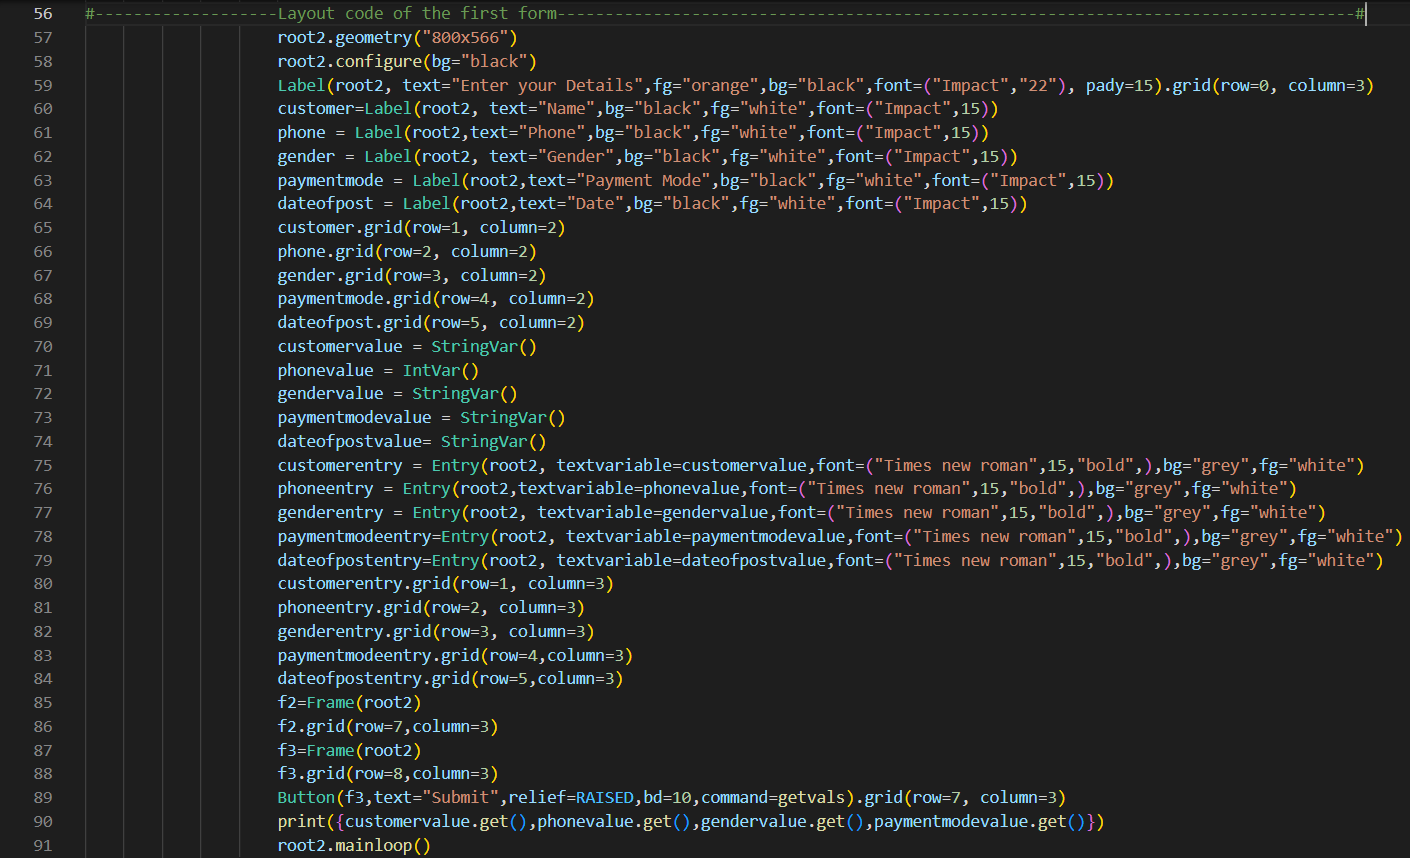 56 #-------------------Layout code of the first form-----------------------------------------------------------------------------------#
57 root2.geometry("800x566")
58 root2.configure(bg="black")
59 Label(root2, text="Enter your Details",fg="orange",bg="black",font=("Impact","22"), pady=15).grid(row=0, column=3)
60 customer=Label(root2, text="Name",bg="black",fg="white",font=("Impact",15))
61 phone = Label(root2,text="Phone",bg="black",fg="white",font=("Impact",15))
62 gender = Label(root2, text="Gender",bg="black",fg="white",font=("Impact",15))
63 paymentmode = Label(root2,text="Payment Mode",bg="black",fg="white",font=("Impact",15))
64 dateofpost = Label(root2,text="Date",bg="black",fg="white",font=("Impact",15))
65 customer.grid(row=1, column=2)
66 phone.grid(row=2, column=2)
67 gender.grid(row=3, column=2)
68 paymentmode.grid(row=4, column=2)
69 dateofpost.grid(row=5, column=2)
70 customervalue = StringVar()
71 phonevalue = IntVar()
72 gendervalue = StringVar()
73 paymentmodevalue = StringVar()
74 dateofpostvalue= StringVar()
75 customerentry = Entry(root2, textvariable=customervalue,font=("Times new roman",15,"bold",),bg="grey",fg="white")
76 phoneentry = Entry(root2,textvariable=phonevalue,font=("Times new roman",15,"bold",),bg="grey",fg="white")
77 genderentry = Entry(root2, textvariable=gendervalue,font=("Times new roman",15,"bold",),bg="grey",fg="white")
78 paymentmodeentry=Entry(root2, textvariable=paymentmodevalue,font=("Times new roman",15,"bold",),bg="grey",fg="white")
79 dateofpostentry=Entry(root2, textvariable=dateofpostvalue,font=("Times new roman",15,"bold",),bg="grey",fg="white")
80 customerentry.grid(row=1, column=3)
81 phoneentry.grid(row=2, column=3)
82 genderentry.grid(row=3, column=3)
83 paymentmodeentry.grid(row=4,column=3)
84 dateofpostentry.grid(row=5,column=3)
85 f2=Frame(root2)
86 f2.grid(row=7,column=3)
87 f3=Frame(root2)
88 f3.grid(row=8,column=3)
89 Button(f3,text="Submit",relief=RAISED,bd=10,command=getvals).grid(row=7, column=3)
90 print({customervalue.get(),phonevalue.get(),gendervalue.get(),paymentmodevalue.get()})
91 root2.mainloop()